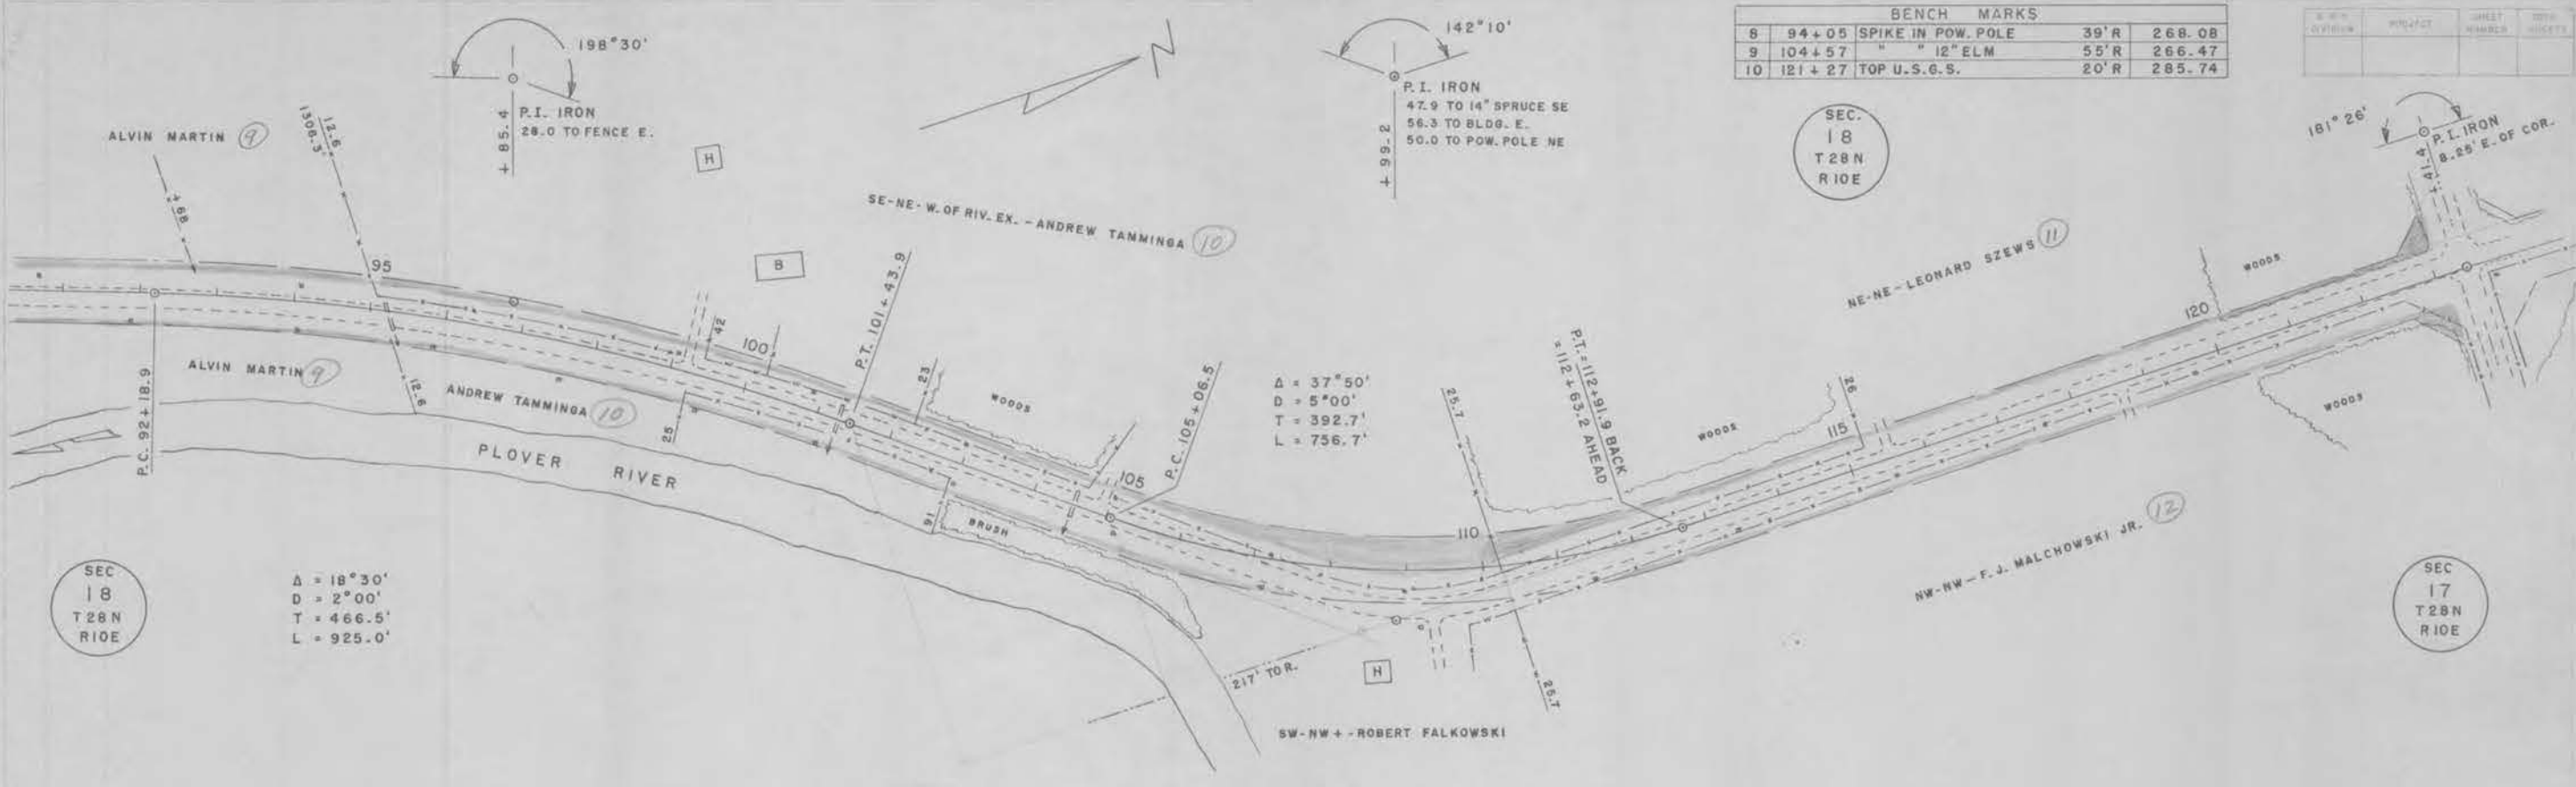 BENCH MARKS
8 94+05 SPIKE IN POW. POLE 39'R 268.08
9 104+57 " " 12" ELM 55'R 266.47
10 121+27 TOP U.S.G.S. 20'R 285.74
PROJECT
SHEET
NUMBER
198°30'
P.I. IRON
28.0 TO FENCE E.
+85.4
N
142°10'
P.I. IRON
47.9 TO 14" SPRUCE SE
56.3 TO BLDG. E.
50.0 TO POW. POLE NE
+99.2
SEC.
18
T28N
R10E
181°26'
P.I. IRON
8.25' E. OF COR.
+41.4
ALVIN MARTIN 9
+68
12.6
1306.3'
H
SE-NE-W. OF RIV. EX. - ANDREW TAMMINGA 10
B
NE-NE-LEONARD SZEWS 11
WOODS
95
42
100
P.T. 101+43.9
23
WOODS
105
P.C. 105+06.5
Δ = 37°50'
D = 5°00'
T = 392.7'
L = 756.7'
25.7
110
P.T. = 112+91.9 BACK
= 112+63.2 AHEAD
WOODS
26
115
120
WOODS
P.C. 92+18.9
ALVIN MARTIN 9
12.6
ANDREW TAMMINGA 10
25
PLOVER RIVER
16
BRUSH
SEC
18
T28N
R10E
Δ = 18°30'
D = 2°00'
T = 466.5'
L = 925.0'
217' TO R.
H
25.7
SW-NW+-ROBERT FALKOWSKI
NW-NW-F.J. MALCHOWSKI JR. 12
SEC
17
T28N
R10E